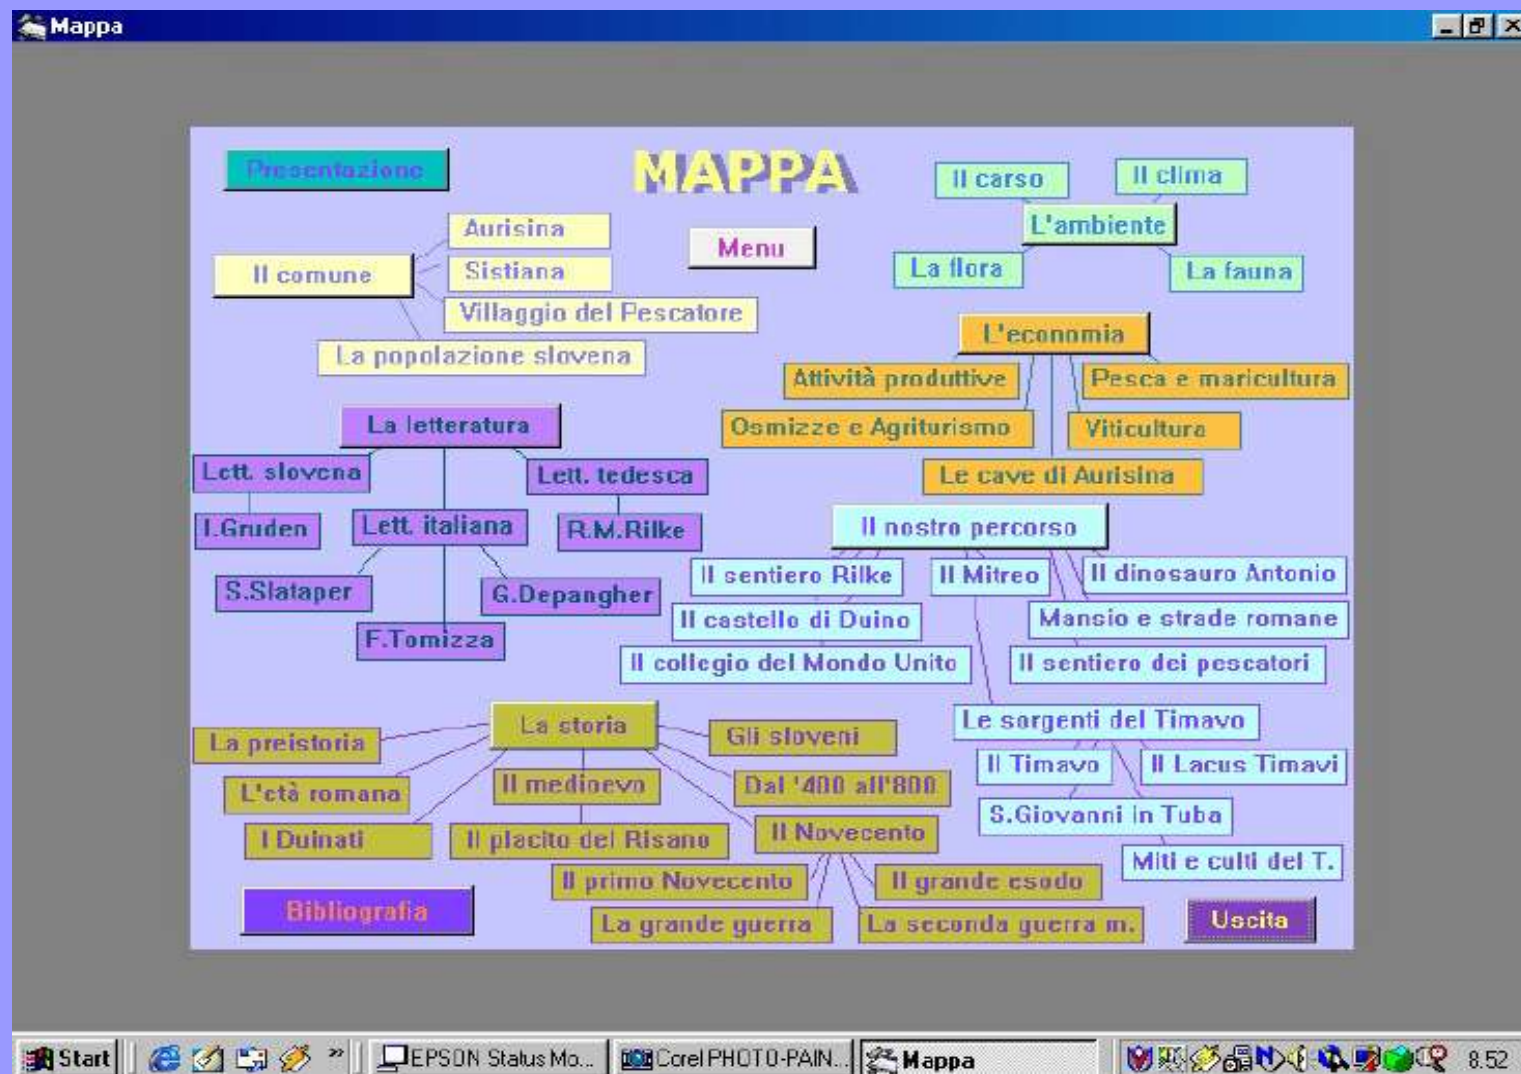 Mappa
Presentazione
MAPPA
Il carso
Il clima
L'ambiente
La flora
La fauna
Menu
Il comune
Aurisina
Sistiana
Villaggio del Pescatore
La popolazione slovena
L'economia
Attività produttive
Pesca e maricultura
Osmizze e Agriturismo
Viticultura
Le cave di Aurisina
La letteratura
Lett. slovena
Lett. tedesca
I.Gruden
Lett. italiana
R.M.Rilke
S.Slataper
G.Depangher
F.Tomizza
Il nostro percorso
Il sentiero Rilke
Il Mitreo
Il dinosauro Antonio
Il castello di Duino
Mansio e strade romane
Il collegio del Mondo Unito
Il sentiero dei pescatori
Le sorgenti del Timavo
Il Timavo
Il Lacus Timavi
S.Giovanni in Tuba
Miti e culti del T.
La storia
La preistoria
Gli sloveni
L'età romana
Il medioevo
Dal '400 all'800
I Duinati
Il placito del Risano
Il Novecento
Il primo Novecento
Il grande esodo
La grande guerra
La seconda guerra m.
Bibliografia
Uscita
Start
EPSON Status Mo...
Corel PHOTO-PAIN...
Mappa
8.52